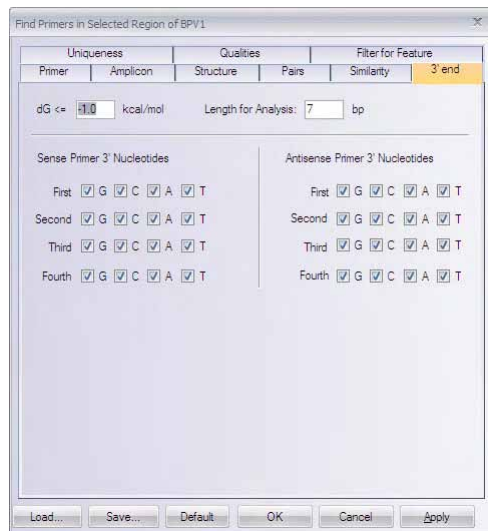 Find Primers in Selected Region of BPV1
Uniqueness Qualities Filter for Feature
Primer Amplicon Structure Pairs Similarity 3' end
dG <= -1.0 kcal/mol Length for Analysis: 7 bp
Sense Primer 3' Nucleotides Antisense Primer 3' Nucleotides
First G C A T First G C A T
Second G C A T Second G C A T
Third G C A T Third G C A T
Fourth G C A T Fourth G C A T
Load... Save... Default OK Cancel Apply